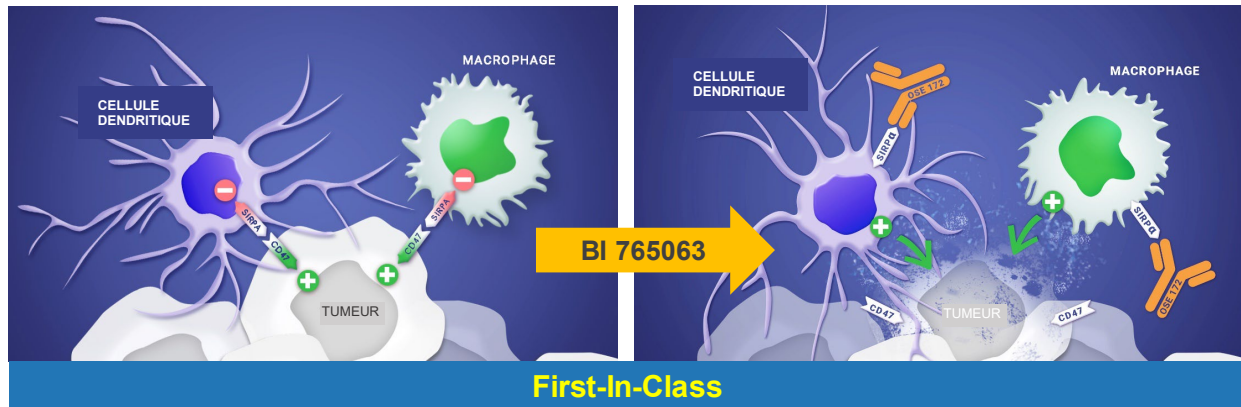 MACROPHAGE
CELLULE
DENDRITIQUE
SIRPA
CD47
SIRPA
CD47
TUMEUR
BI 765063
CELLULE
DENDRITIQUE
OSE 172
SIRPα
MACROPHAGE
SIRPα
OSE 172
CD47
TUMEUR
CD47
First-In-Class